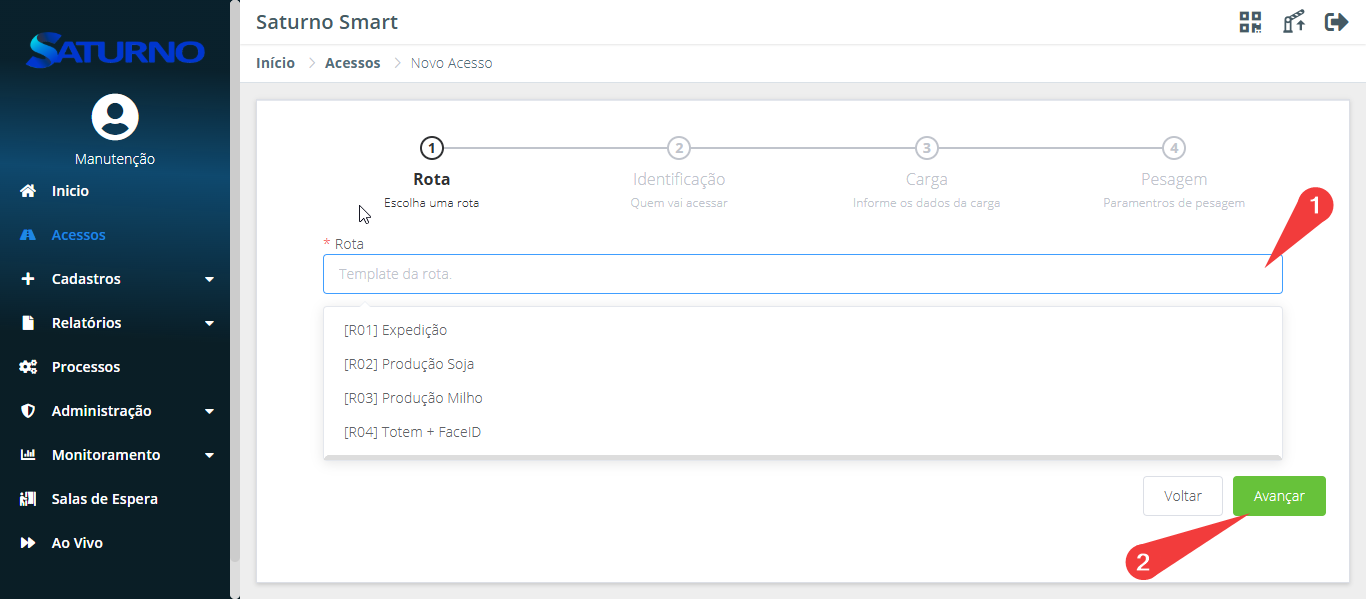 SATURNO
Manutenção
Inicio
Acessos
Cadastros
Relatórios
Processos
Administração
Monitoramento
Salas de Espera
Ao Vivo
Saturno Smart
Início > Acessos > Novo Acesso
1 2 3 4
Rota Identificação Carga Pesagem
Escolha uma rota Quem vai acessar Informe os dados da carga Paramentros de pesagem
1
* Rota
Template da rota.
[R01] Expedição
[R02] Produção Soja
[R03] Produção Milho
[R04] Totem + FaceID
Voltar Avançar
2